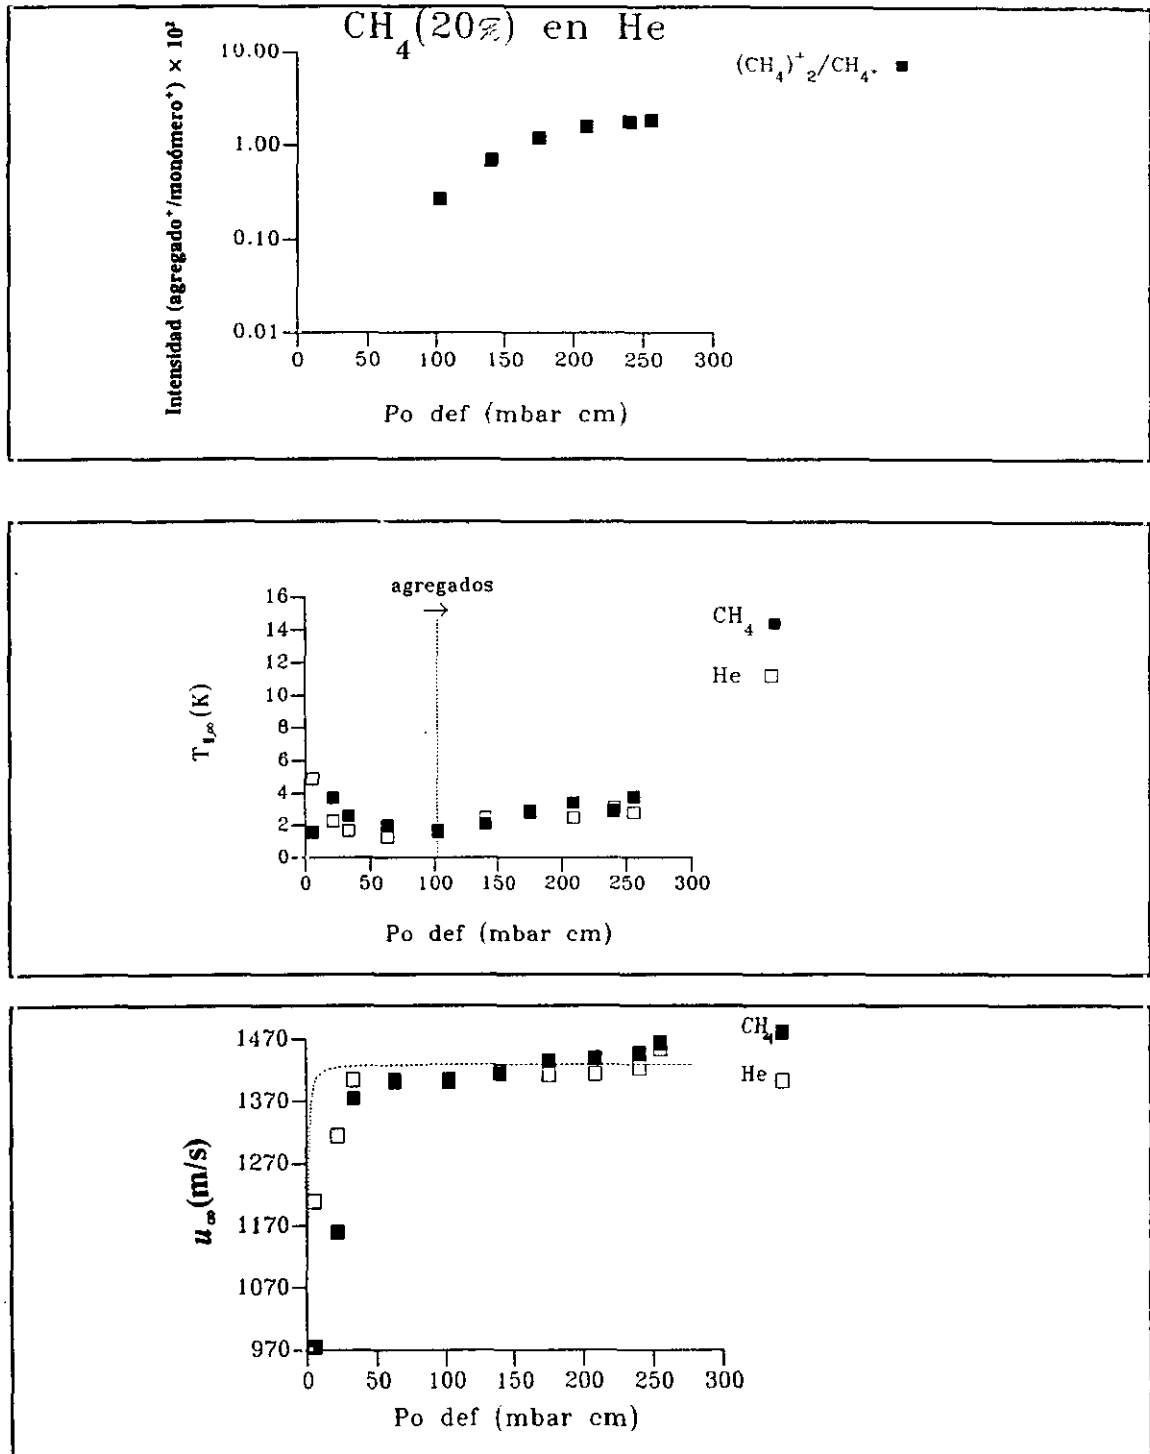 CH4(20%) en He
Intensidad (agregado+/monómero+) × 10²
10.00
1.00
0.10
0.01
0 50 100 150 200 250 300
Po def (mbar cm)
(CH4)+2/CH4+
agregados
16
14
12
10
8
6
4
2
0
T∥,∞ (K)
0 50 100 150 200 250 300
Po def (mbar cm)
CH4
He
1470
1370
1270
1170
1070
970
u∞ (m/s)
0 50 100 150 200 250 300
Po def (mbar cm)
CH4
He